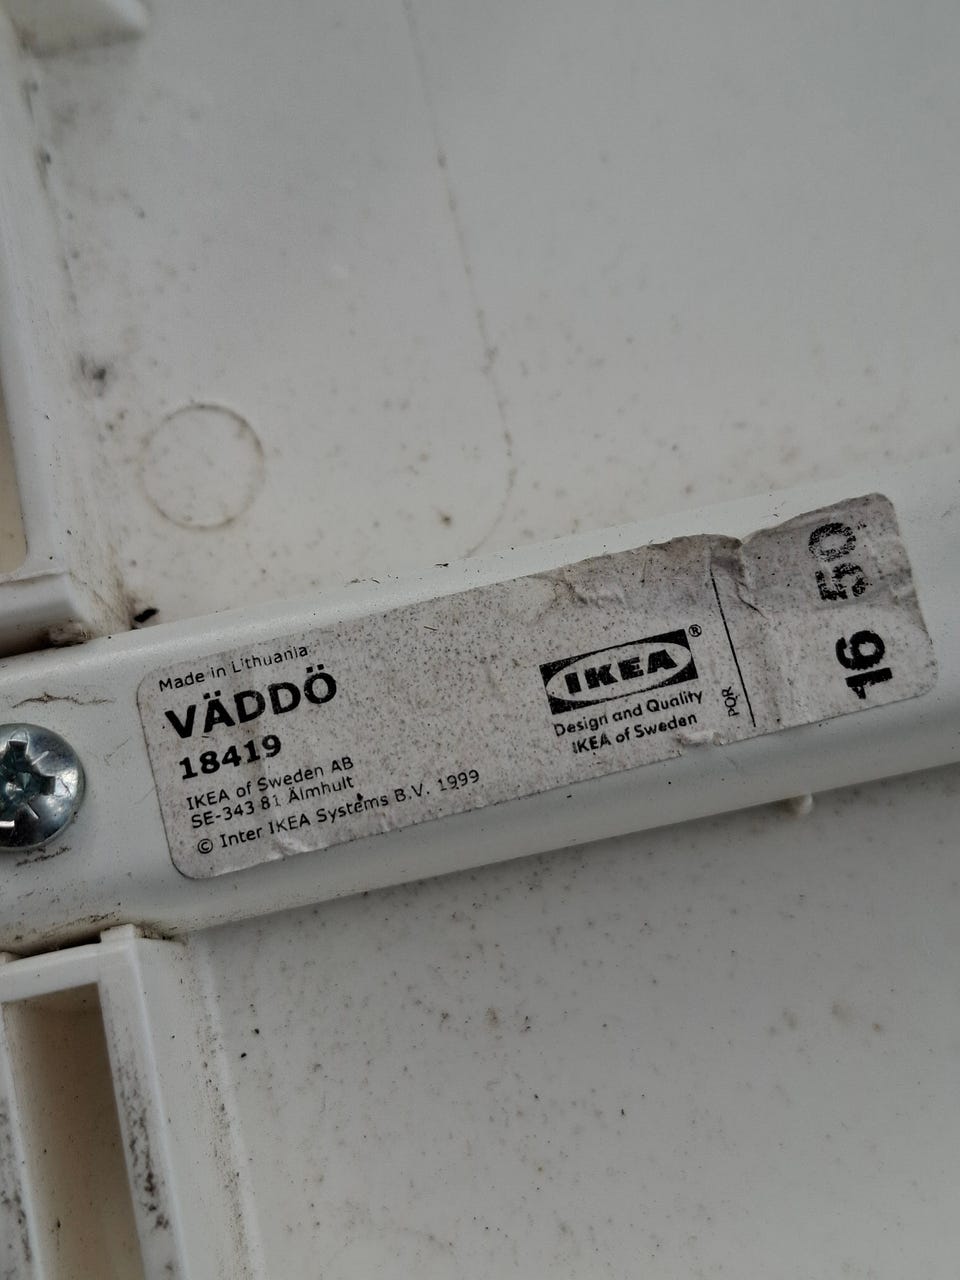 Made in Lithuania
VÄDDÖ
18419
IKEA of Sweden AB
SE-343 81 Älmhult
© Inter IKEA Systems B.V. 1999
IKEA®
Design and Quality
IKEA of Sweden
PQR
16 50